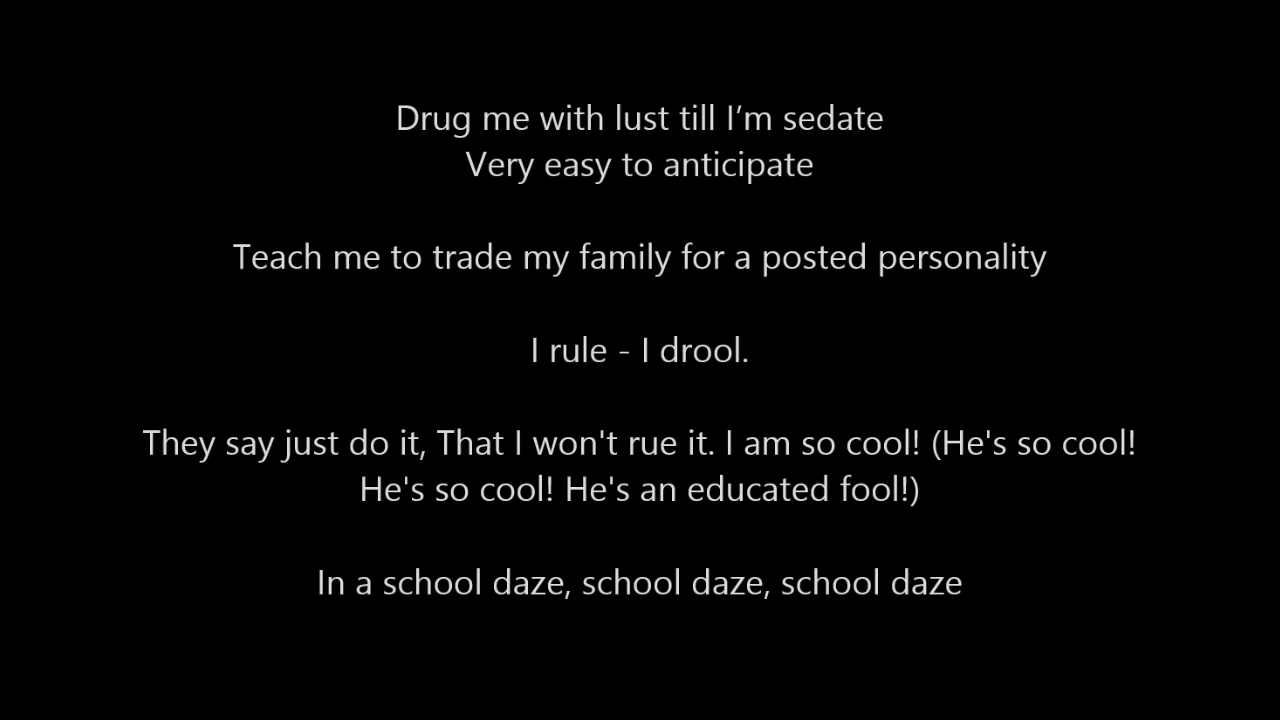 Drug me with lust till I’m sedate
Very easy to anticipate
Teach me to trade my family for a posted personality
I rule - I drool.
They say just do it, That I won't rue it. I am so cool! (He's so cool!
He's so cool! He's an educated fool!)
In a school daze, school daze, school daze